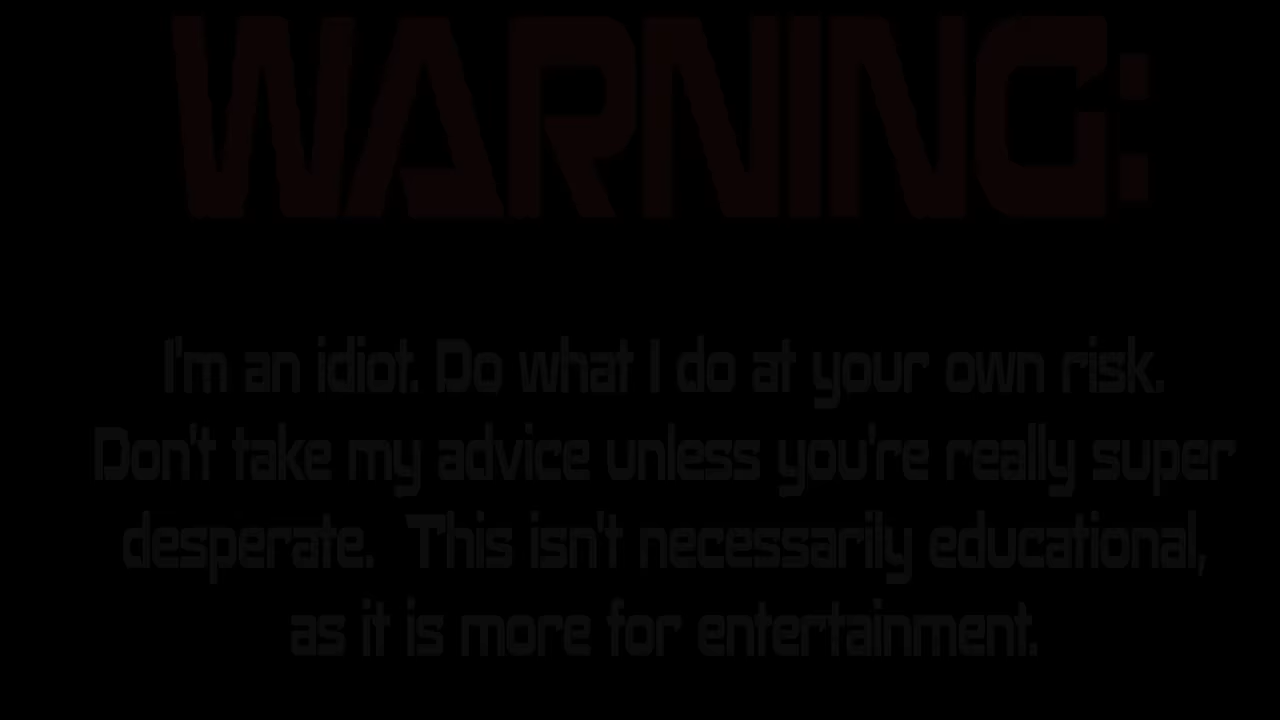 WARNING:
I'm an idiot. Do what I do at your own risk.
Don't take my advice unless you're really super
desperate.  This isn't necessarily educational,
as it is more for entertainment.